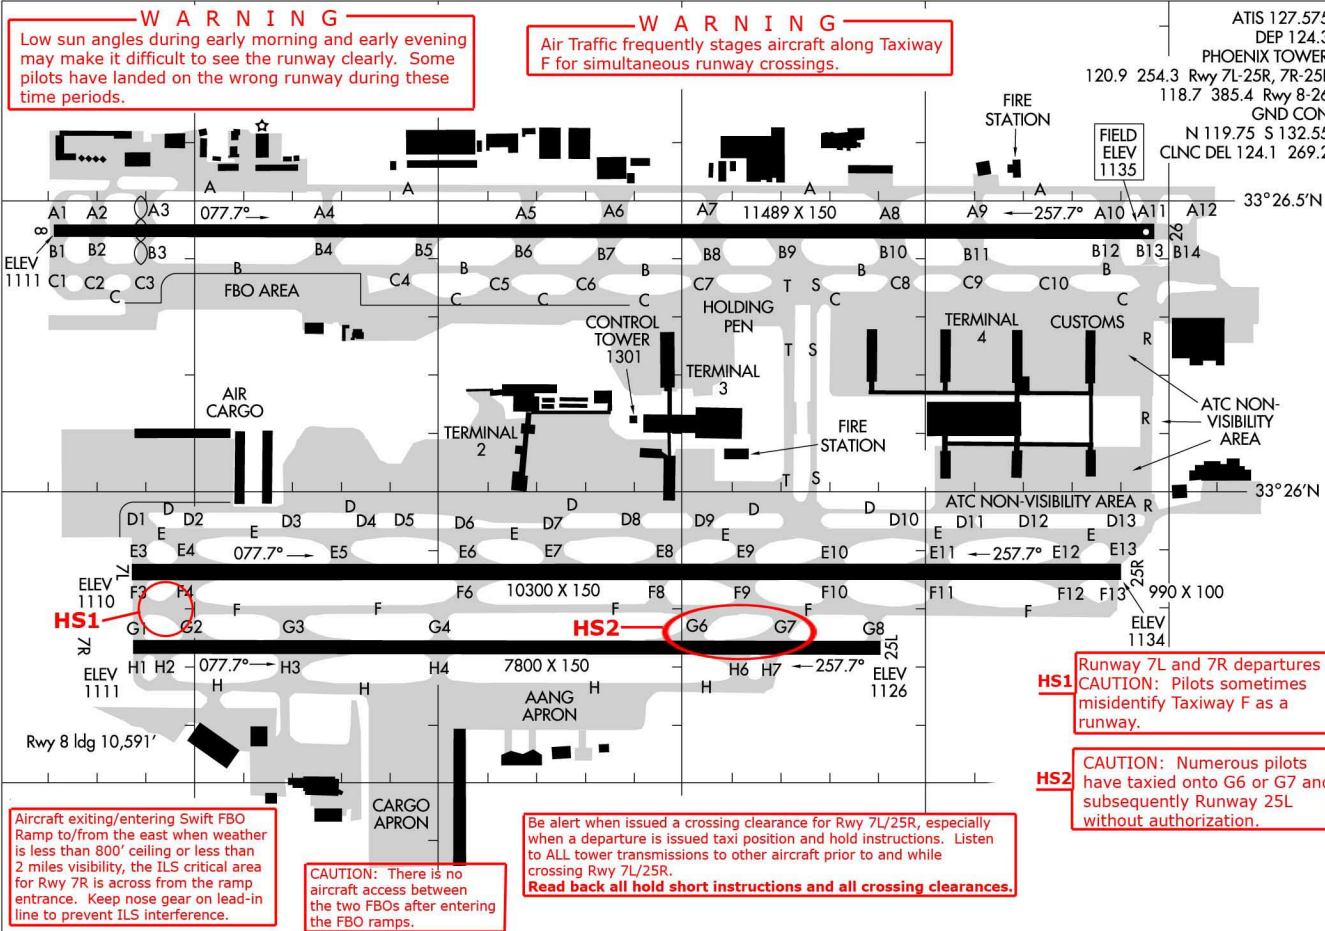 W A R N I N G
Low sun angles during early morning and early evening
may make it difficult to see the runway clearly. Some
pilots have landed on the wrong runway during these
time periods.
W A R N I N G
Air Traffic frequently stages aircraft along Taxiway
F for simultaneous runway crossings.
ATIS 127.575
DEP 124.3
PHOENIX TOWER
120.9 254.3 Rwy 7L-25R, 7R-25
118.7 385.4 Rwy 8-26
GND CON
N 119.75 S 132.55
CLNC DEL 124.1 269.2
FIRE
STATION
FIELD
ELEV
1135
A A A A
33°26.5'N
A1 A2 A3 077.7° A4 A5 A6 A7 11489 X 150 A8 A9 257.7° A10 A11 A12
8
26
B1 B2 B3 B4 B5 B6 B7 B8 B9 B10 B11 B12 B13 B14
ELEV
1111
B B B B B
C1 C2 C3 C4 C5 C6 C7 T S C8 C9 C10
C C C C C C
FBO AREA
HOLDING
PEN
CONTROL
TOWER
1301
TERMINAL
4
CUSTOMS
R
T S
TERMINAL
3
AIR
CARGO
TERMINAL
2
FIRE
STATION
R
ATC NON-
VISIBILITY
AREA
T S
33°26'N
ATC NON-VISIBILITY AREA R
D D D D D
D1 D2 D3 D4 D5 D6 D7 D8 D9 D10 D11 D12 D13
E E E E E
E3 E4 077.7° E5 E6 E7 E8 E9 E10 E11 257.7° E12 E13
7L
25R
ELEV
1110
F3 F4 10300 X 150 F6 F8 F9 F10 F11 F12 F13 990 X 100
F F F F F
HS1
HS2
G1 G2 G3 G4 G6 G7 G8
ELEV
1134
7R
25L
ELEV
1111
H1 H2 077.7° H3 H4 7800 X 150 H6 H7 257.7°
ELEV
1126
H H H H
AANG
APRON
Rwy 8 ldg 10,591'
CARGO
APRON
HS1
Runway 7L and 7R departures
CAUTION: Pilots sometimes
misidentify Taxiway F as a
runway.
HS2
CAUTION: Numerous pilots
have taxied onto G6 or G7 and
subsequently Runway 25L
without authorization.
Aircraft exiting/entering Swift FBO
Ramp to/from the east when weather
is less than 800' ceiling or less than
2 miles visibility, the ILS critical area
for Rwy 7R is across from the ramp
entrance. Keep nose gear on lead-in
line to prevent ILS interference.
CAUTION: There is no
aircraft access between
the two FBOs after entering
the FBO ramps.
Be alert when issued a crossing clearance for Rwy 7L/25R, especially
when a departure is issued taxi position and hold instructions. Listen
to ALL tower transmissions to other aircraft prior to and while
crossing Rwy 7L/25R.
Read back all hold short instructions and all crossing clearances.